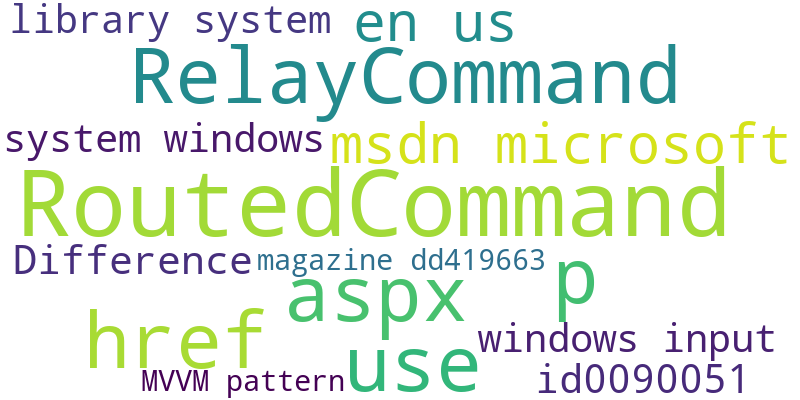 library system en us
RelayCommand
system windows msdn microsoft
RoutedCommand
Difference magazine dd419663
aspx p
href windows input
MVVM pattern use id0090051